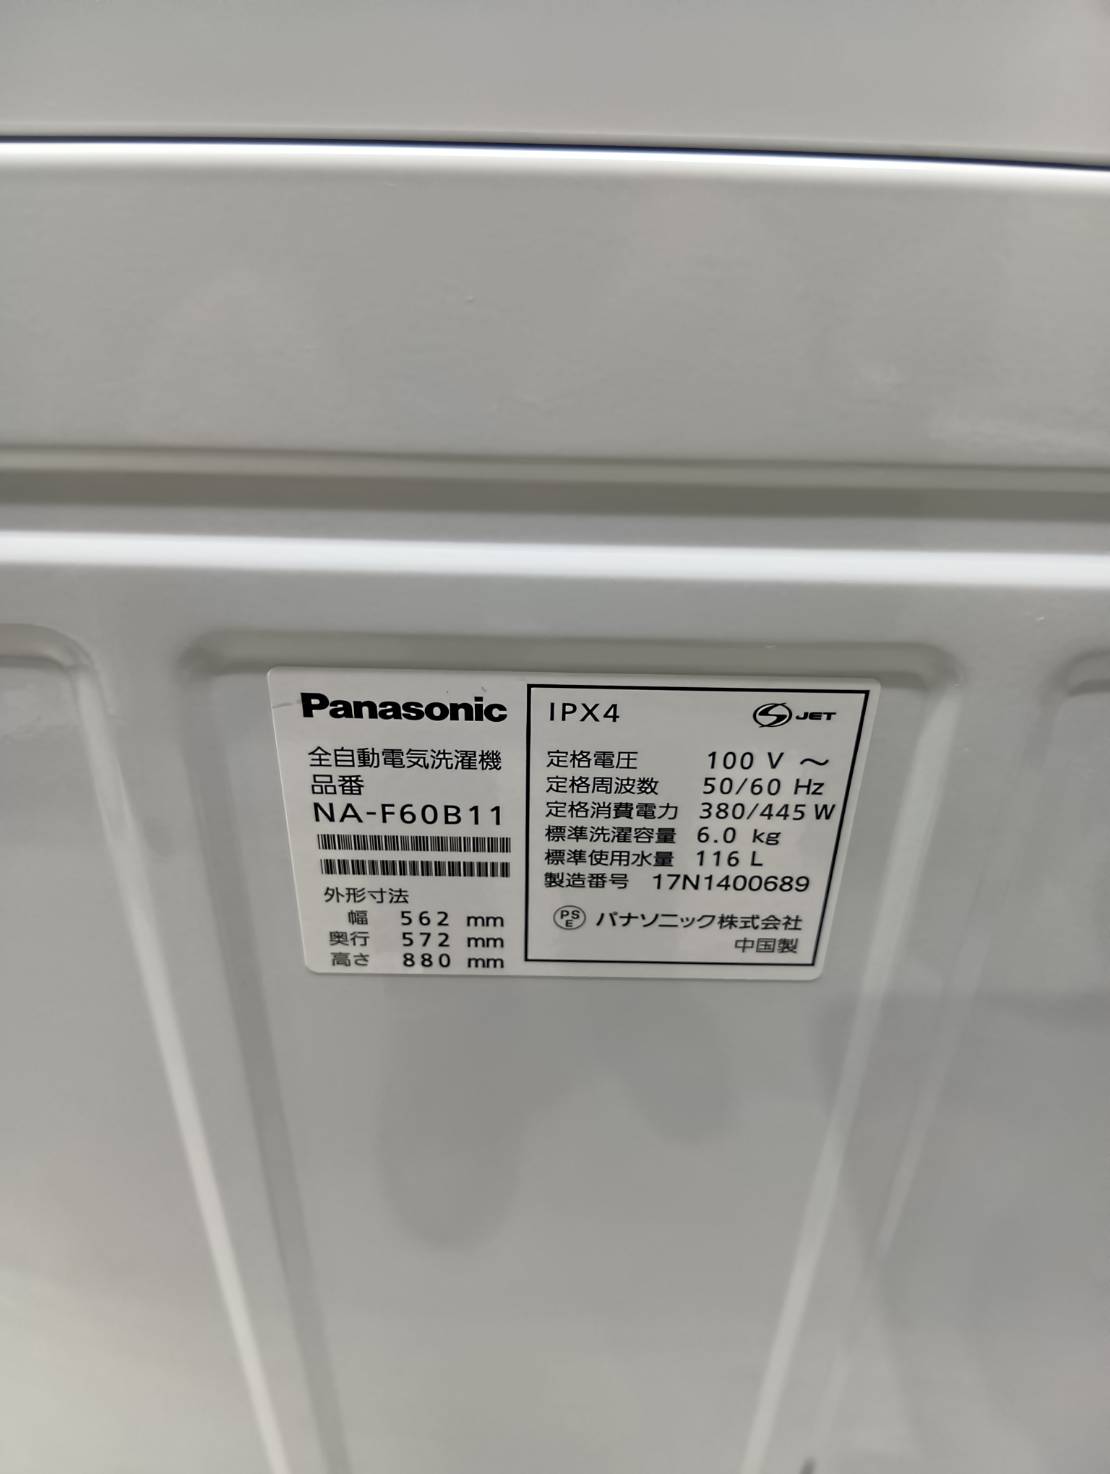 Panasonic
全自動電気洗濯機
品番
NA-F60B11
外形寸法
幅 562 mm
奥行 572 mm
高さ 880 mm
IPX4
S JET
定格電圧 100 V ～
定格周波数 50/60 Hz
定格消費電力 380/445 W
標準洗濯容量 6.0 kg
標準使用水量 116 L
製造番号 17N1400689
PS
E パナソニック株式会社
中国製